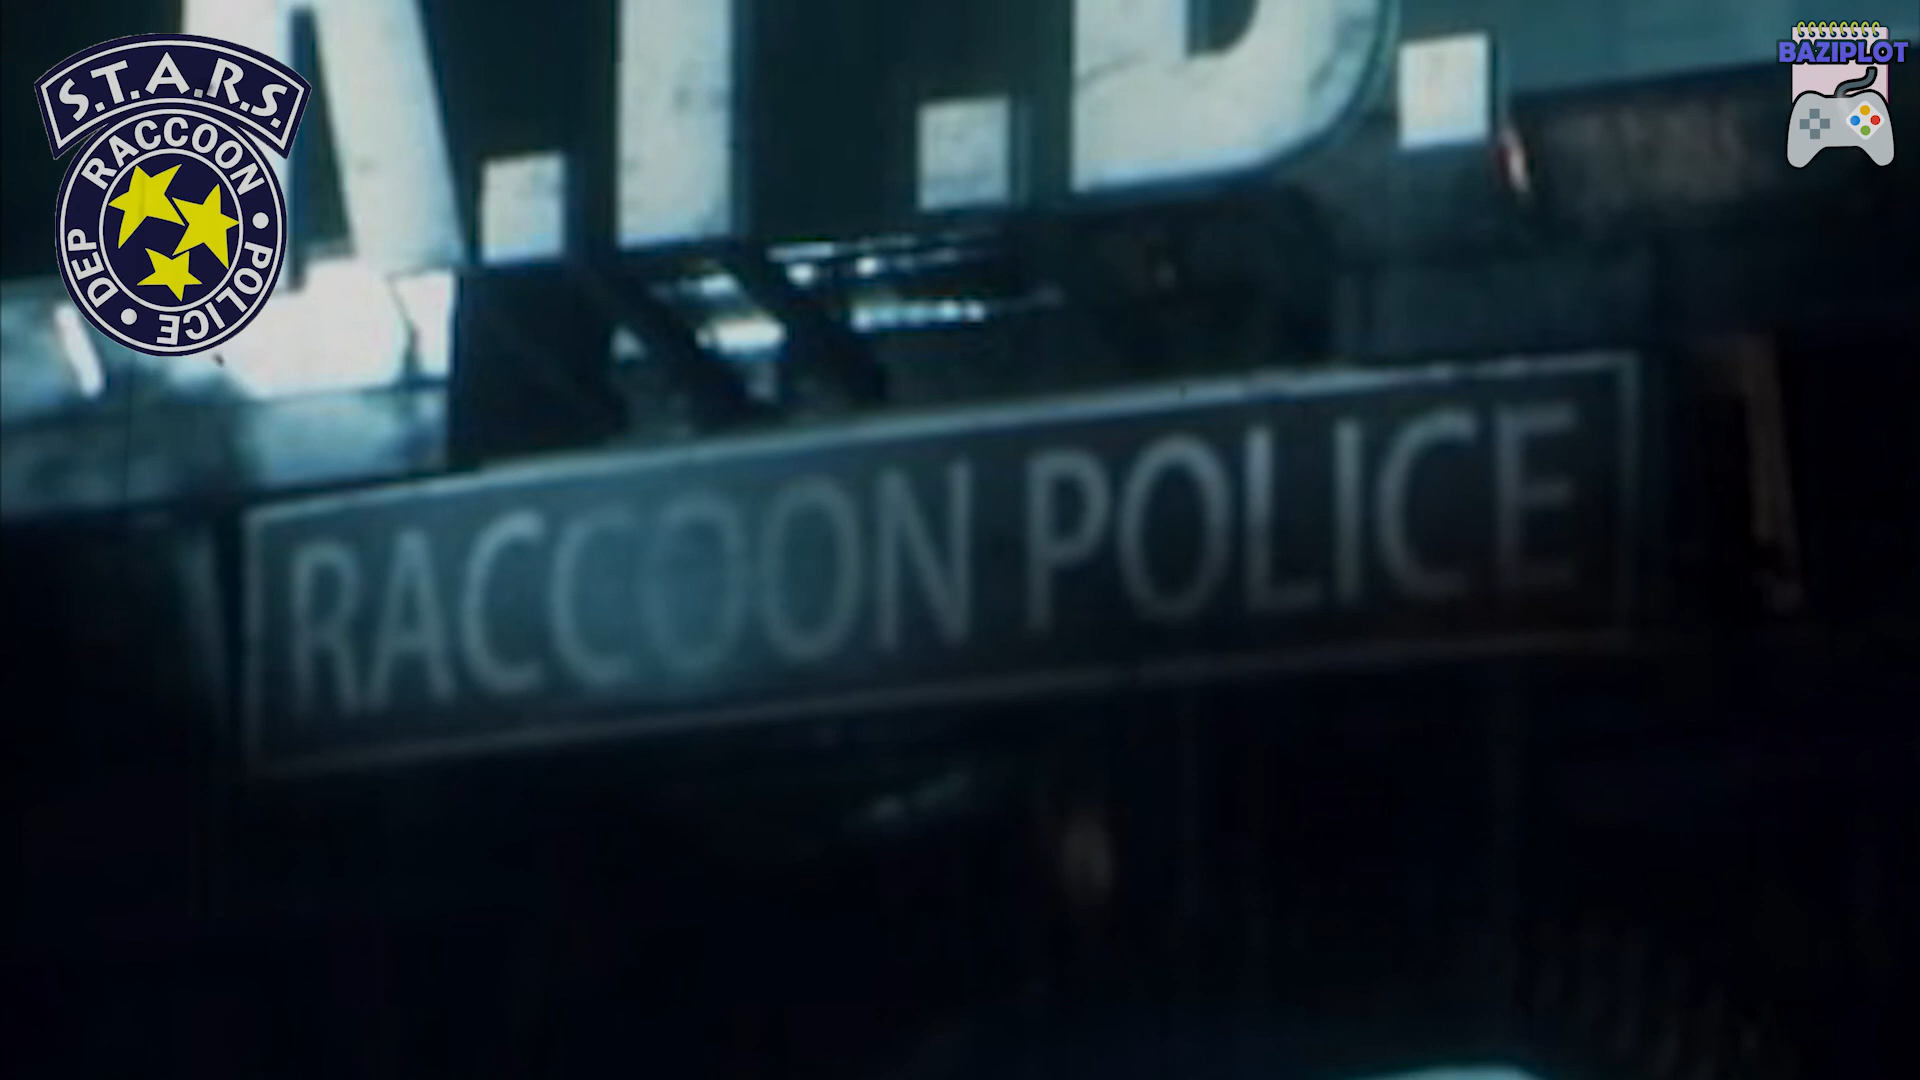 S.T.A.R.S.
RACCOON • POLICE • DEP
BAZIPLOT
R.P.D.
RACCOON POLICE